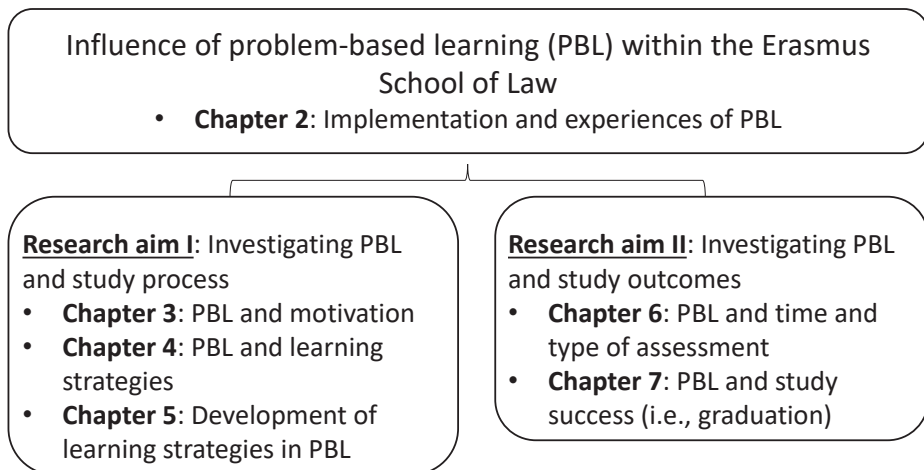 Influence of problem-based learning (PBL) within the Erasmus
School of Law
• Chapter 2: Implementation and experiences of PBL
Research aim I: Investigating PBL
and study process
• Chapter 3: PBL and motivation
• Chapter 4: PBL and learning
strategies
• Chapter 5: Development of
learning strategies in PBL
Research aim II: Investigating PBL
and study outcomes
• Chapter 6: PBL and time and
type of assessment
• Chapter 7: PBL and study
success (i.e., graduation)